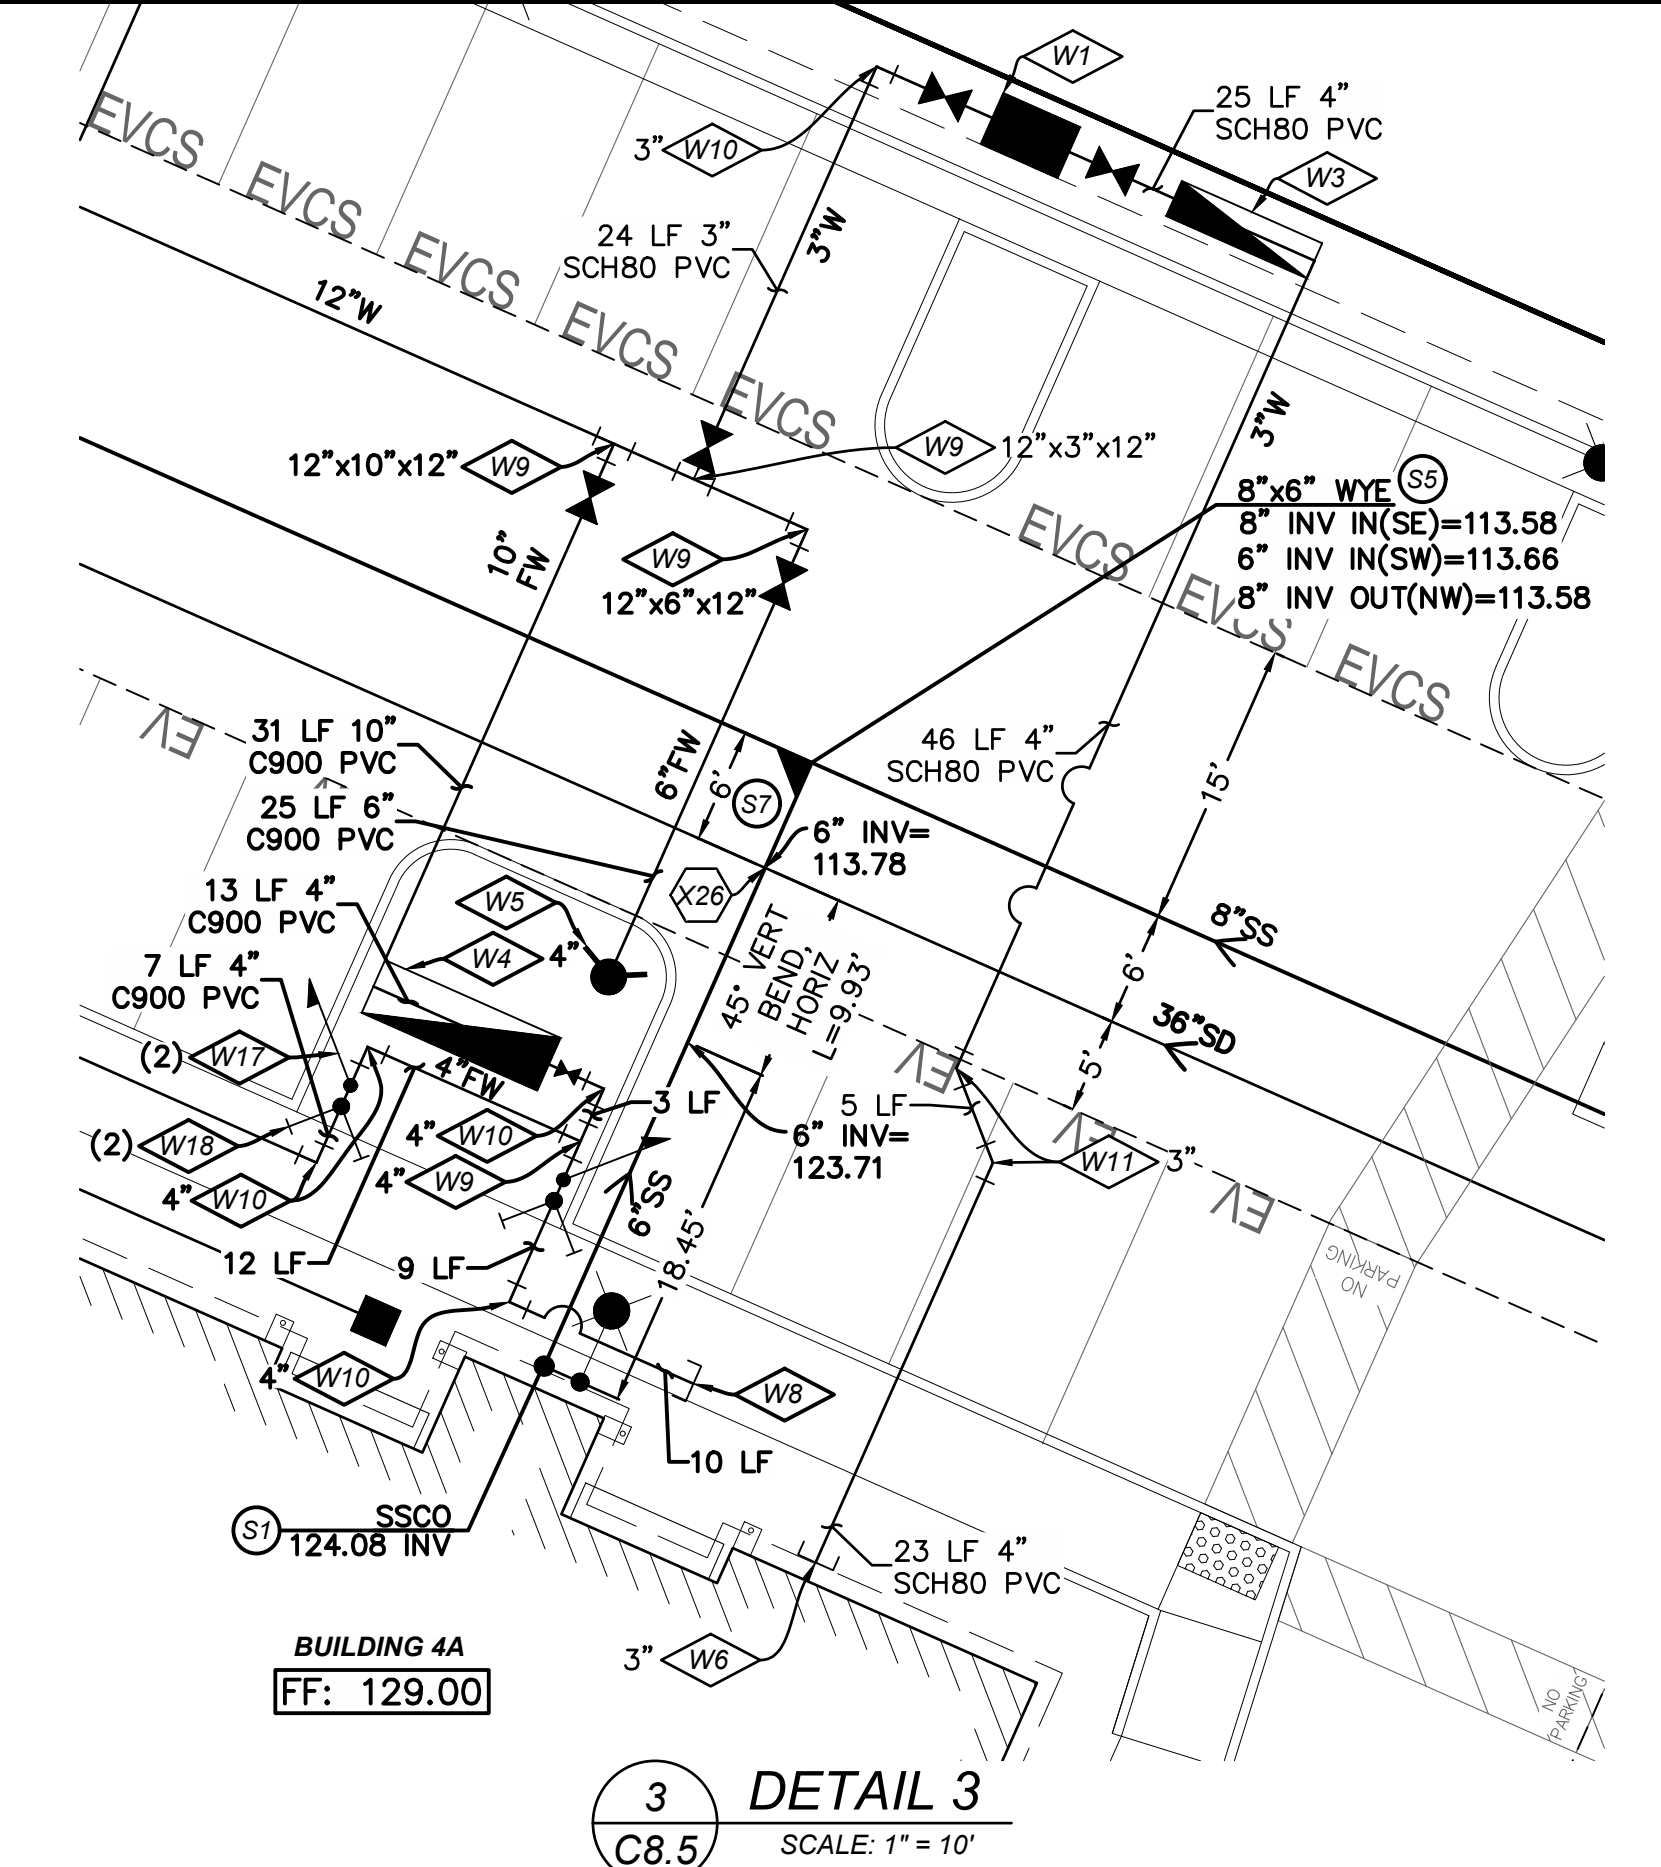 W1
25 LF 4”
SCH80 PVC
3” W10
W3
EVCS
EVCS
EVCS
EVCS
EVCS
24 LF 3”
SCH80 PVC
3”W
12”W
3”W
12”x10”x12” W9
W9 12”x3”x12”
8”x6” WYE S5
8” INV IN(SE)=113.58
6” INV IN(SW)=113.66
8” INV OUT(NW)=113.58
EVCS
EVCS
EVCS
10”
FW
W9
12”x6”x12”
EV
31 LF 10”
C900 PVC
25 LF 6”
C900 PVC
6”FW
6’
S7
46 LF 4”
SCH80 PVC
15’
6” INV=
113.78
X26
13 LF 4”
C900 PVC
W5
W4 4”
7 LF 4”
C900 PVC
45° VERT
BEND,
HORIZ
L=9.93’
8”SS
6’
36”SD
5’
(2) W17
4”FW
3 LF
EV
5 LF
EV
(2) W18
4” W10
4” W9
6” INV=
123.71
W11 3”
4” W10
6”SS
EV
12 LF
9 LF
18.45’
NO
PARKING
4” W10
W8
10 LF
S1 SSCO
124.08 INV
23 LF 4”
SCH80 PVC
3” W6
BUILDING 4A
FF: 129.00
NO
PARKING
3
C8.5
DETAIL 3
SCALE: 1" = 10'